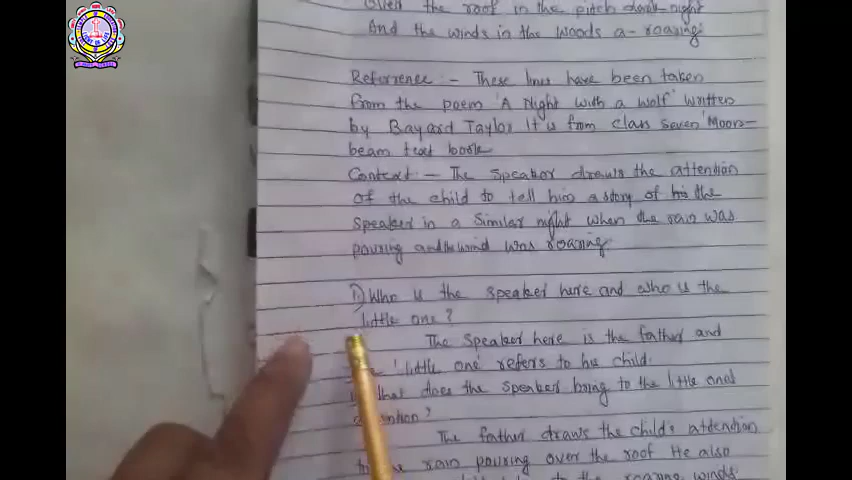 the roof in the pitch dark night
And the winds in the woods a-roaring
Referrence :- These lines have been taken
from the poem 'A Night with a wolf' written
by Bayard Taylor It is from class seven 'Moon-
beam text book
Context :- The speaker draws the attention
of the child to tell him a story of his the
speaker in a similar night when the rain was
pouring and the wind was roaring.
1) Who is the speaker here and who is the
little one?
The speaker here is the father and
'little one' refers to his child.
What does the speaker bring to the little one's
The father draws the child's attention
rain pouring over the roof He also
to the roaring winds.